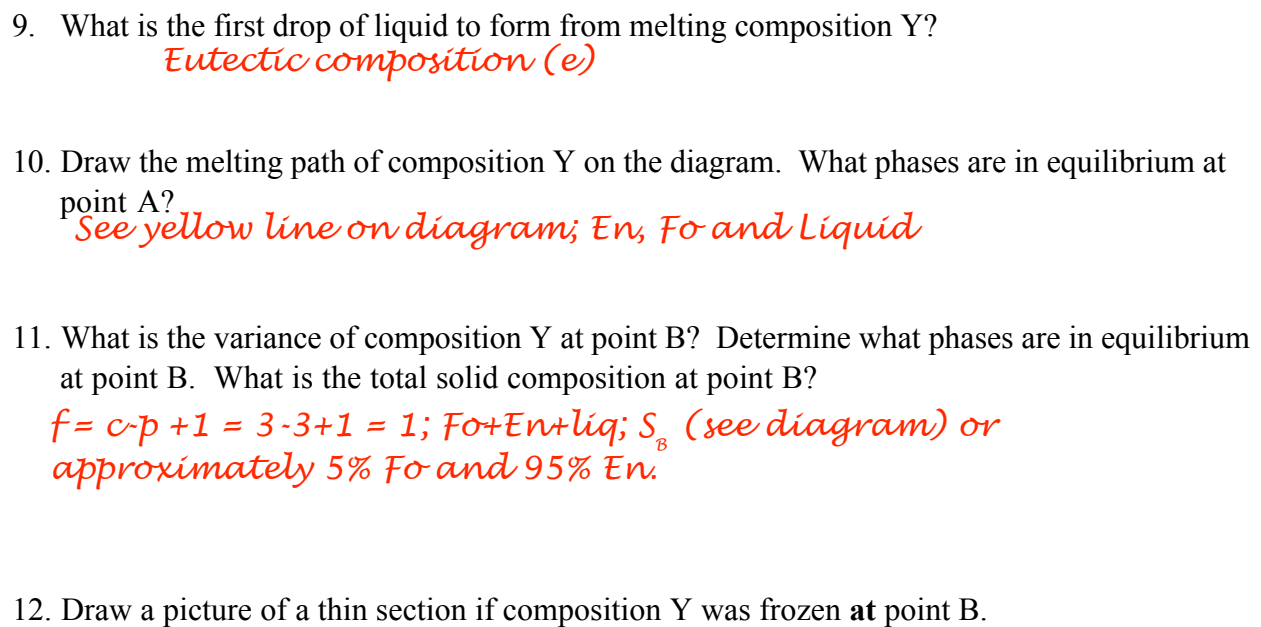 9. What is the first drop of liquid to form from melting composition Y?
Eutectic composition (e)
10. Draw the melting path of composition Y on the diagram. What phases are in equilibrium at
point A?
See yellow line on diagram; En, Fo and Liquid
11. What is the variance of composition Y at point B? Determine what phases are in equilibrium
at point B. What is the total solid composition at point B?
f= c-p +1 = 3-3+1 = 1; Fo+En+liq; S_B (see diagram) or
approximately 5% Fo and 95% En.
12. Draw a picture of a thin section if composition Y was frozen at point B.